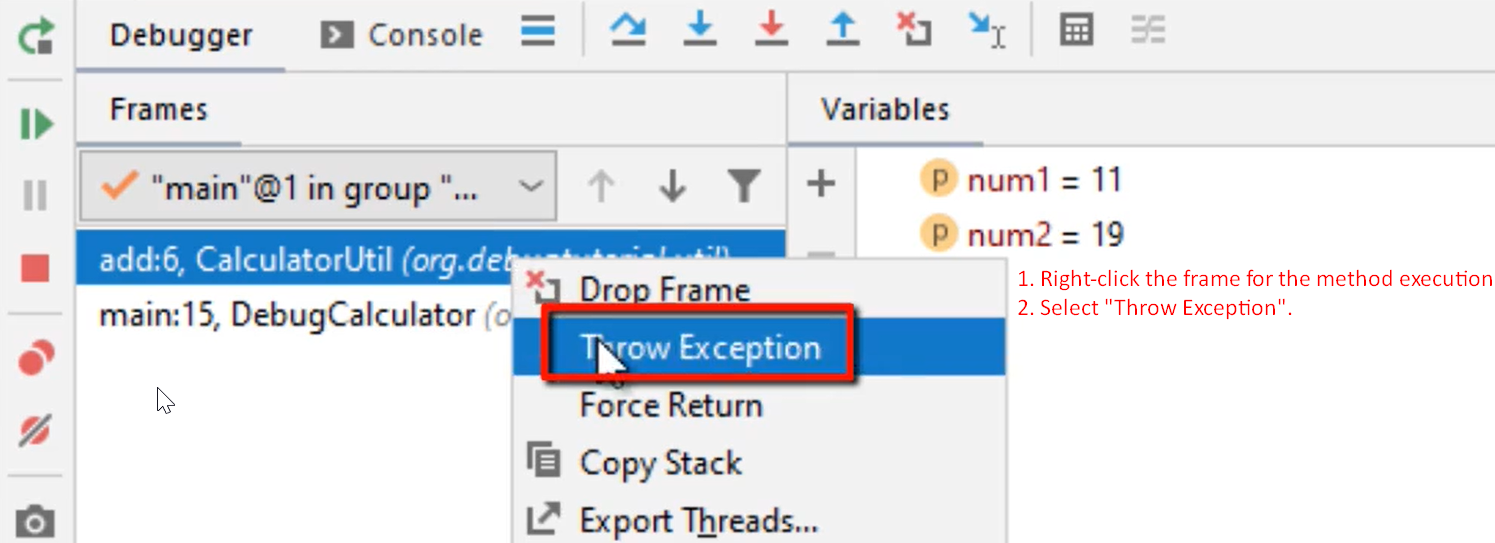 Debugger
Console
Frames
Variables
"main"@1 in group "...
num1 = 11
num2 = 19
add:6, CalculatorUtil (org.debugtutorial.util)
main:15, DebugCalculator (o
Drop Frame
Throw Exception
Force Return
Copy Stack
Export Threads...
1. Right-click the frame for the method execution
2. Select "Throw Exception".